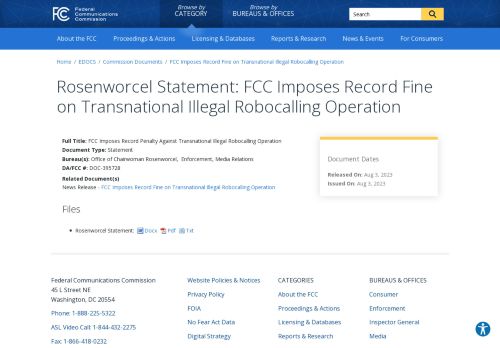 FCC Federal Communications Commission
Browse by CATEGORY
Browse by BUREAUS & OFFICES
Search
About the FCC
Proceedings & Actions
Licensing & Databases
Reports & Research
News & Events
For Consumers
Home / EDOCS / Commission Documents / FCC Imposes Record Fine on Transnational Illegal Robocalling Operation
Rosenworcel Statement: FCC Imposes Record Fine
on Transnational Illegal Robocalling Operation
Full Title: FCC Imposes Record Penalty Against Transnational Illegal Robocalling Operation
Document Type: Statement
Bureau(s): Office of Chairwoman Rosenworcel, Enforcement, Media Relations
DA/FCC #: DOC-395728
Related Document(s)
News Release - FCC Imposes Record Fine on Transnational Illegal Robocalling Operation
Document Dates
Released On: Aug 3, 2023
Issued On: Aug 3, 2023
Files
Rosenworcel Statement: Docx Pdf Txt
Federal Communications Commission
45 L Street NE
Washington, DC 20554
Phone: 1-888-225-5322
ASL Video Call: 1-844-432-2275
Fax: 1-866-418-0232
Website Policies & Notices
Privacy Policy
FOIA
No Fear Act Data
Digital Strategy
CATEGORIES
About the FCC
Proceedings & Actions
Licensing & Databases
Reports & Research
BUREAUS & OFFICES
Consumer
Enforcement
Inspector General
Media